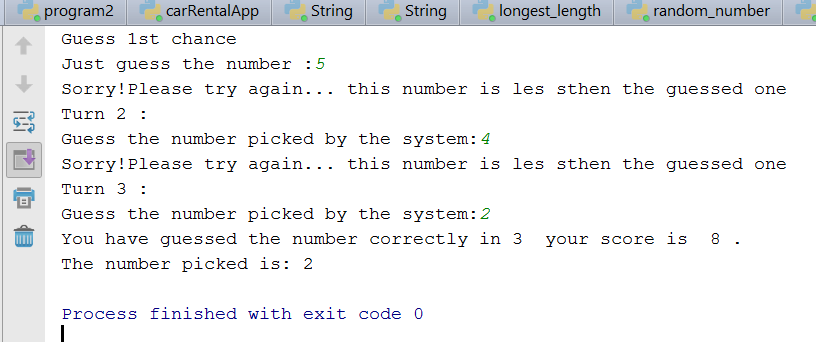 program2 carRentalApp String String longest_length random_number
Guess 1st chance
Just guess the number :5
Sorry!Please try again... this number is les sthen the guessed one
Turn 2 :
Guess the number picked by the system:4
Sorry!Please try again... this number is les sthen the guessed one
Turn 3 :
Guess the number picked by the system:2
You have guessed the number correctly in 3  your score is  8 .
The number picked is: 2
Process finished with exit code 0